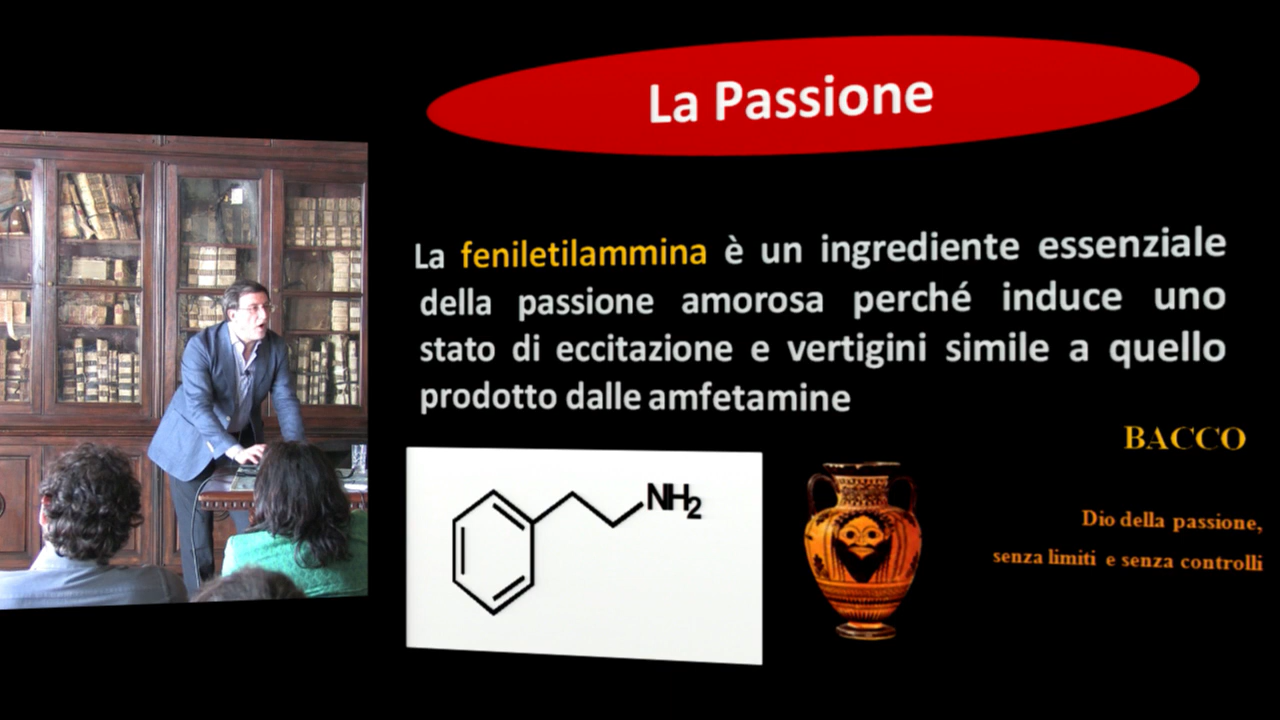 La Passione
La feniletilammina è un ingrediente essenziale
della passione amorosa perché induce uno
stato di eccitazione e vertigini simile a quello
prodotto dalle amfetamine
NH2
BACCO
Dio della passione,
senza limiti e senza controlli